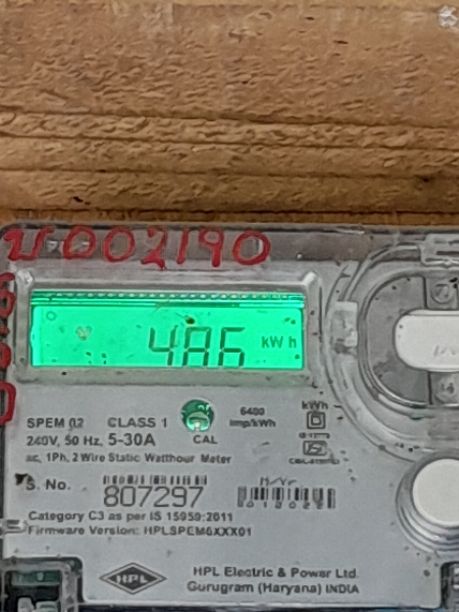 V002190
486 kWh
SPEM 02 CLASS 1 6400 imp/kWh kWh
240V, 50 Hz, 5-30A CAL
ac, 1Ph, 2 Wire Static Watthour Meter
S. No. 807297 M/Yr
Category C3 as per IS 15959:2011
Firmware Version: HPLSPEM6XXX01
HPL HPL Electric & Power Ltd.
Gurugram (Haryana) INDIA